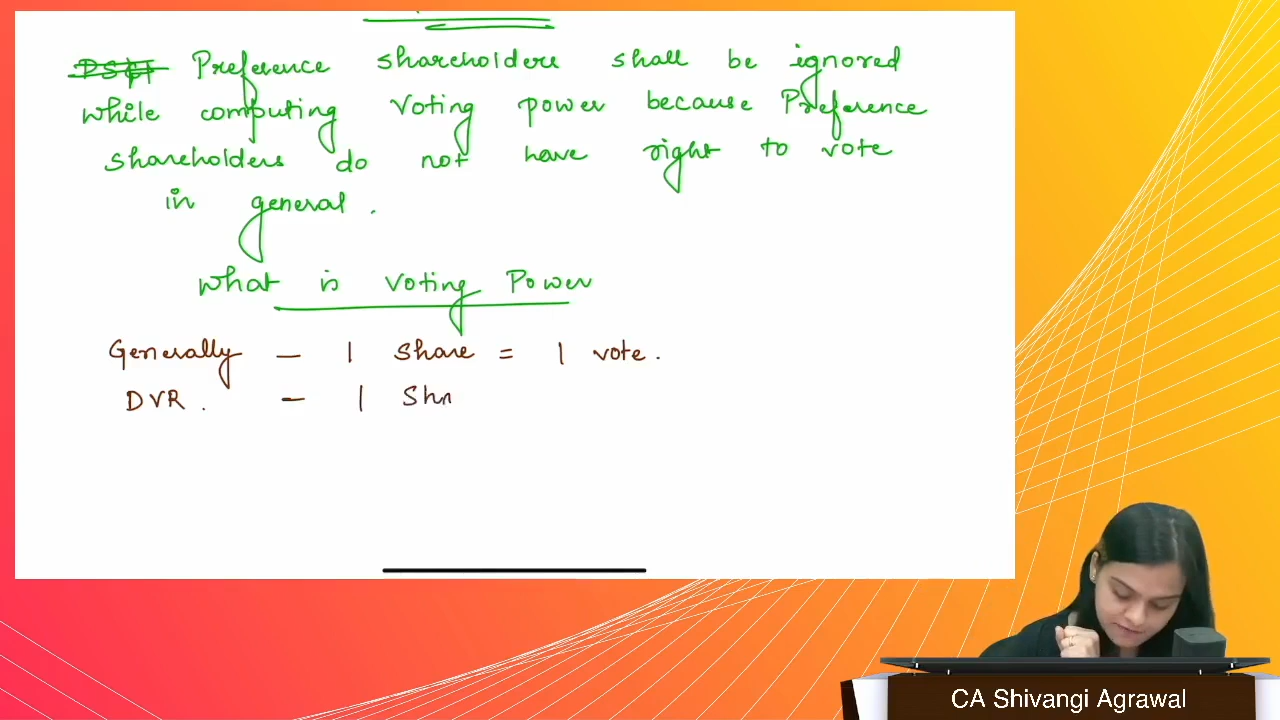 Preference shareholders shall be ignored
while computing voting power because Preference
shareholders do not have right to vote
in general.
What is Voting Power
Generally - 1 share = 1 vote.
DVR. - 1 Sha
CA Shivangi Agrawal